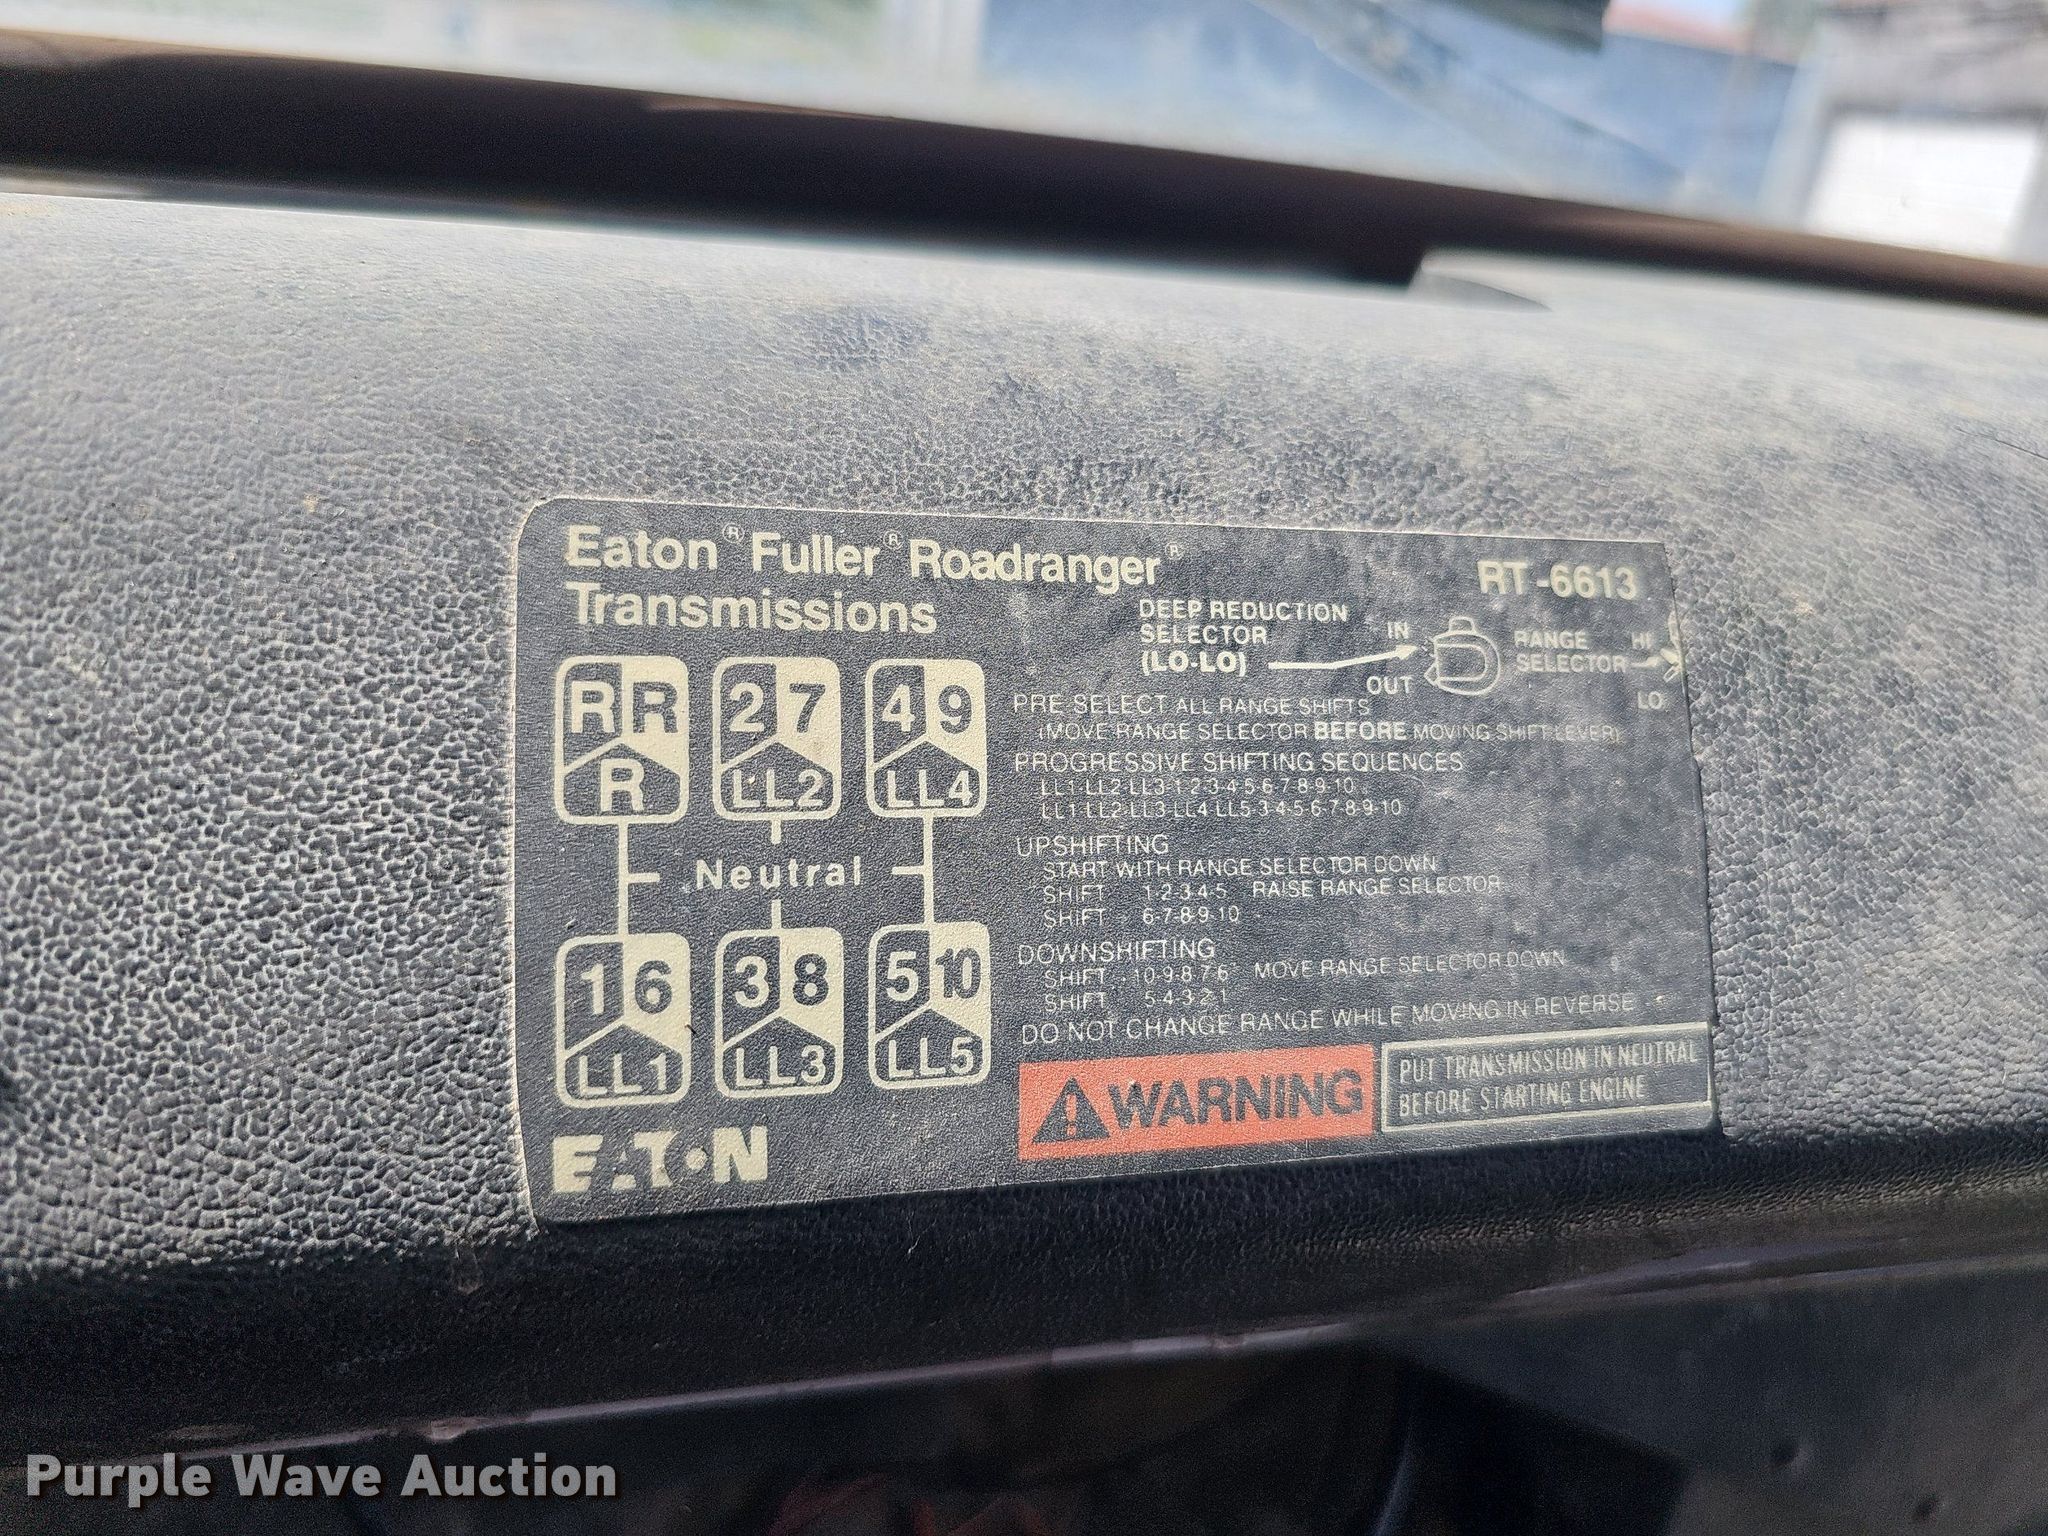 Eaton® Fuller® Roadranger®
Transmissions
RT-6613
DEEP REDUCTION
SELECTOR
(LO-LO)
IN
OUT
RANGE
SELECTOR
HI
LO
R R
R
2 7
LL2
4 9
LL4
Neutral
1 6
LL1
3 8
LL3
5 10
LL5
EATON
PRE SELECT ALL RANGE SHIFTS
(MOVE RANGE SELECTOR BEFORE MOVING SHIFT LEVER)
PROGRESSIVE SHIFTING SEQUENCES
LL1-LL2-LL3-1-2-3-4-5-6-7-8-9-10
LL1-LL2-LL3-LL4-LL5-3-4-5-6-7-8-9-10
UPSHIFTING
START WITH RANGE SELECTOR DOWN
SHIFT 1-2-3-4-5 RAISE RANGE SELECTOR
SHIFT 6-7-8-9-10
DOWNSHIFTING
SHIFT 10-9-8-7-6 MOVE RANGE SELECTOR DOWN
SHIFT 5-4-3-2-1
DO NOT CHANGE RANGE WHILE MOVING IN REVERSE
WARNING
PUT TRANSMISSION IN NEUTRAL
BEFORE STARTING ENGINE
Purple Wave Auction